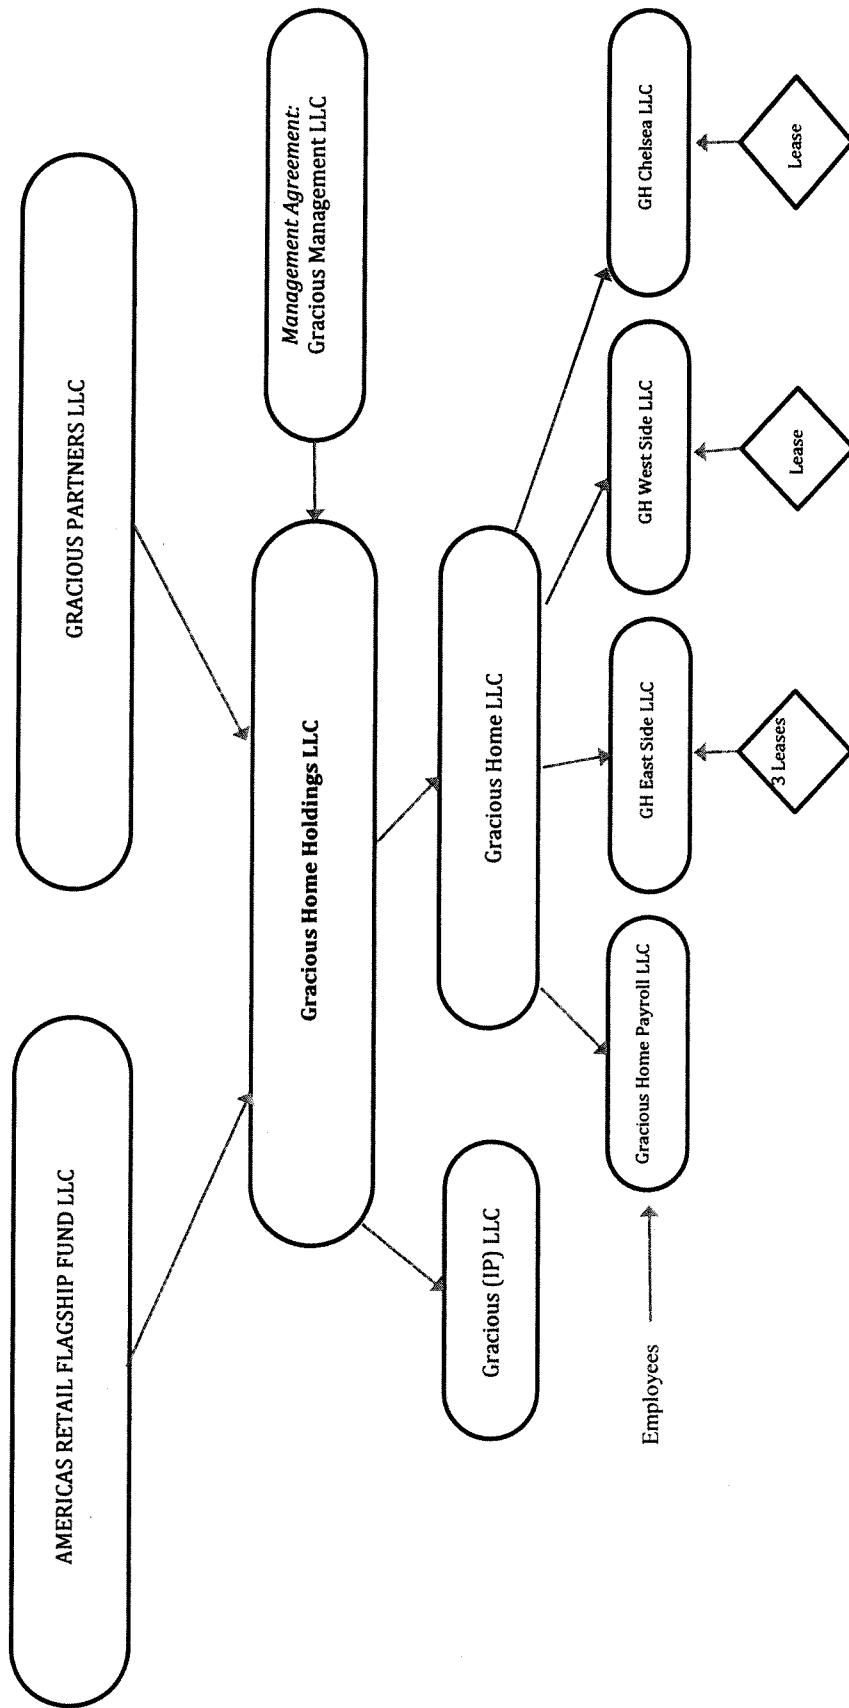 AMERICAS RETAIL FLAGSHIP FUND LLC
GRACIOUS PARTNERS LLC
Gracious Home Holdings LLC
Management Agreement:
Gracious Management LLC
Gracious (IP) LLC
Gracious Home LLC
Employees
Gracious Home Payroll LLC
GH East Side LLC
GH West Side LLC
GH Chelsea LLC
3 Leases
Lease
Lease